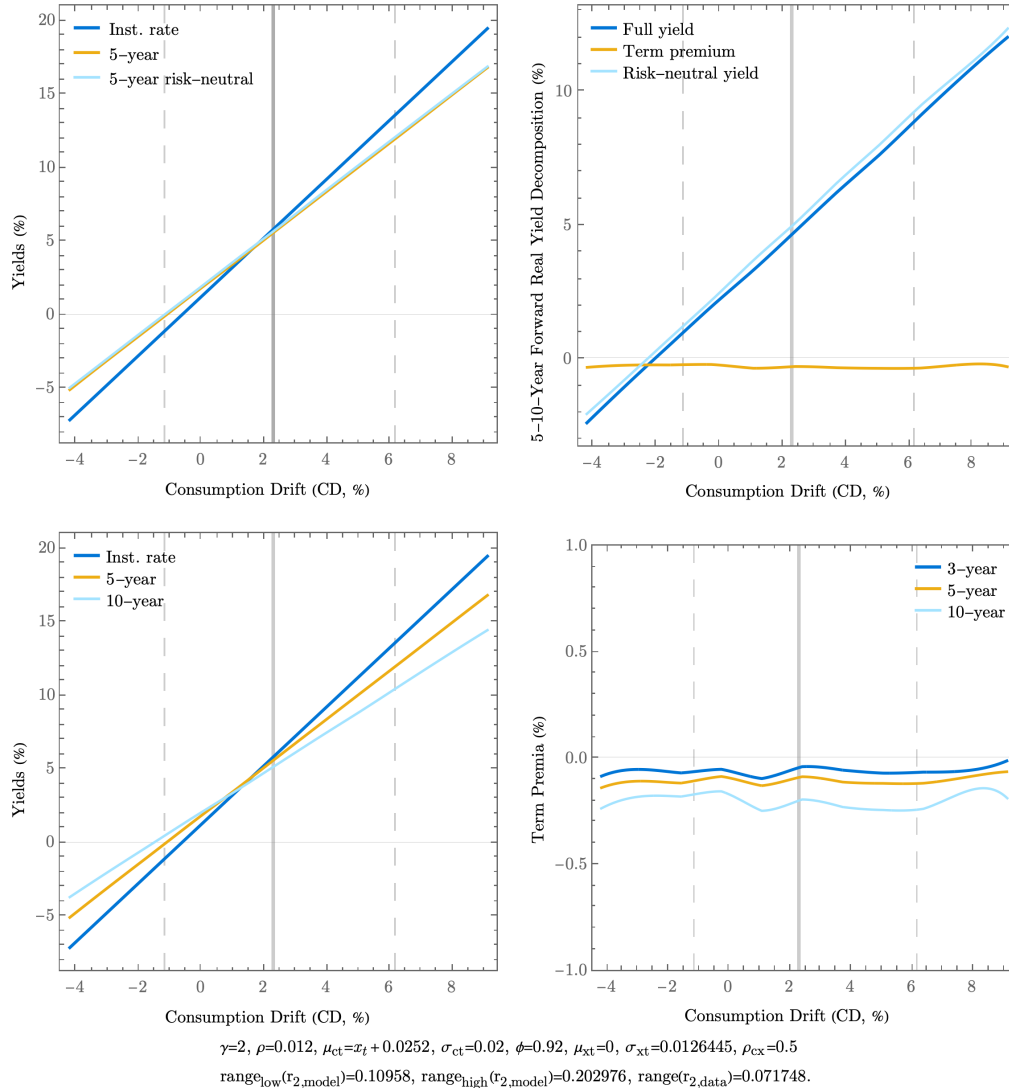 Inst. rate
5−year
5−year risk−neutral
20
15
10
5
0
−5
−4
−2
0
2
4
6
8
Yields (%)
Consumption Drift (CD, %)
Full yield
Term premium
Risk−neutral yield
10
5
0
−4
−2
0
2
4
6
8
5−10−Year Forward Real Yield Decomposition (%)
Consumption Drift (CD, %)
Inst. rate
5−year
10−year
20
15
10
5
0
−5
−4
−2
0
2
4
6
8
Yields (%)
Consumption Drift (CD, %)
3−year
5−year
10−year
1.0
0.5
0.0
−0.5
−1.0
−4
−2
0
2
4
6
8
Term Premia (%)
Consumption Drift (CD, %)
γ=2, ρ=0.012, μct=xt+0.0252, σct=0.02, ϕ=0.92, μxt=0, σxt=0.0126445, ρcx=0.5
rangelow(r2,model)=0.10958, rangehigh(r2,model)=0.202976, range(r2,data)=0.071748.